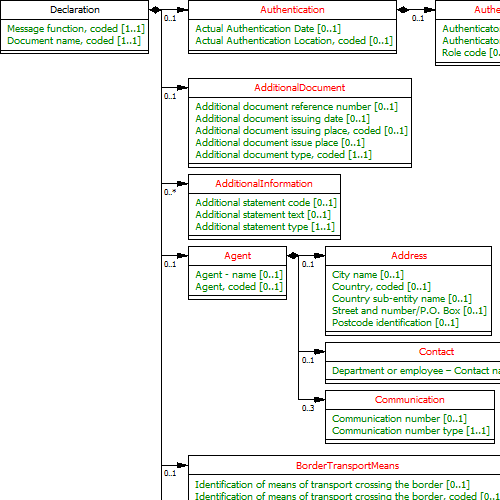 Declaration
Message function, coded [1..1]
Document name, coded [1..1]
0..1
Authentication
Actual Authentication Date [0..1]
Actual Authentication Location, coded [0..1]
0..1
Role code [0..
0..1
AdditionalDocument
Additional document reference number [0..1]
Additional document issuing date [0..1]
Additional document issuing place, coded [0..1]
Additional document issue place [0..1]
Additional document type, coded [1..1]
0..*
AdditionalInformation
Additional statement code [0..1]
Additional statement text [0..1]
Additional statement type [1..1]
0..1
Agent
Agent - name [0..1]
Agent, coded [0..1]
0..1
Address
City name [0..1]
Country, coded [0..1]
Country sub-entity name [0..1]
Street and number/P.O. Box [0..1]
Postcode identification [0..1]
0..1
Contact
Department or employee – Contact na
0..3
Communication
Communication number [0..1]
Communication number type [1..1]
0..1
BorderTransportMeans
Identification of means of transport crossing the border [0..1]
Identification of means of transport crossing the border, coded [0..1